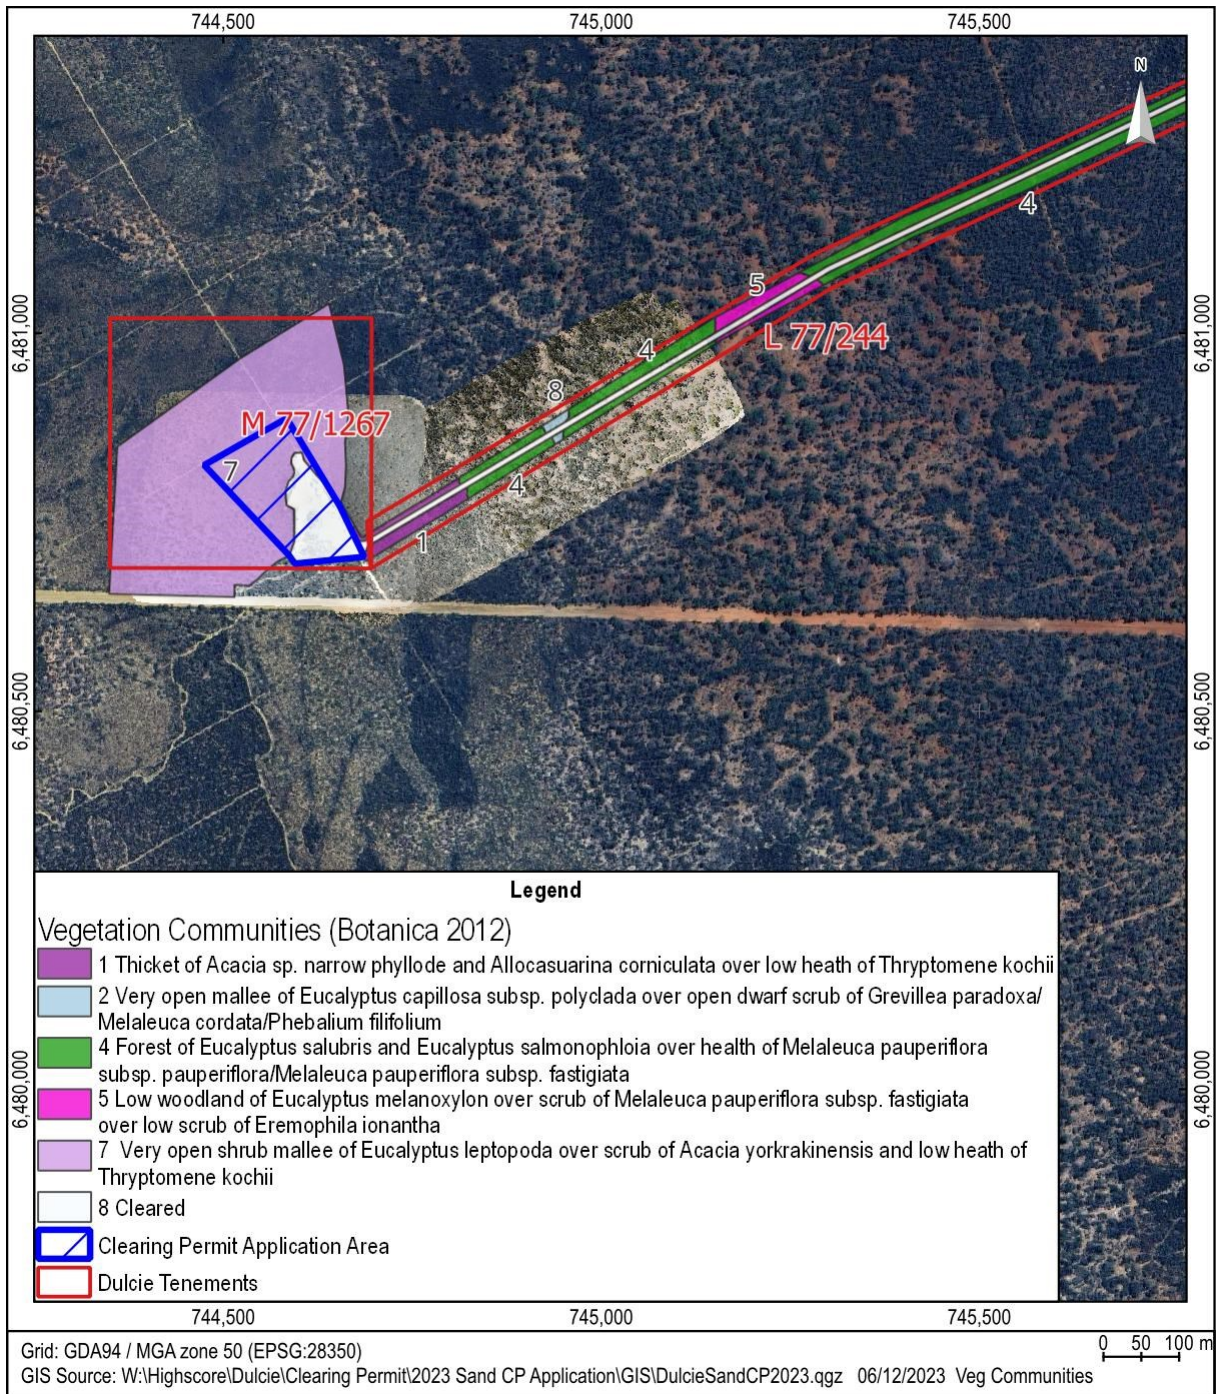 744,500 745,000 745,500
N
6,481,000 6,481,000
4
5
L 77/244
4
8
M 77/1267
7
4
1
6,480,500 6,480,500
Legend
Vegetation Communities (Botanica 2012)
1 Thicket of Acacia sp. narrow phyllode and Allocasuarina corniculata over low heath of Thryptomene kochii
2 Very open mallee of Eucalyptus capillosa subsp. polyclada over open dwarf scrub of Grevillea paradoxa/
Melaleuca cordata/Phebalium filifolium
4 Forest of Eucalyptus salubris and Eucalyptus salmonophloia over health of Melaleuca pauperiflora
subsp. pauperiflora/Melaleuca pauperiflora subsp. fastigiata
5 Low woodland of Eucalyptus melanoxylon over scrub of Melaleuca pauperiflora subsp. fastigiata
over low scrub of Eremophila ionantha
7 Very open shrub mallee of Eucalyptus leptopoda over scrub of Acacia yorkrakinensis and low heath of
Thryptomene kochii
8 Cleared
Clearing Permit Application Area
Dulcie Tenements
6,480,000 6,480,000
744,500 745,000 745,500
Grid: GDA94 / MGA zone 50 (EPSG:28350)
0 50 100 m
GIS Source: W:\Highscore\Dulcie\Clearing Permit\2023 Sand CP Application\GIS\DulcieSandCP2023.qgz 06/12/2023 Veg Communities